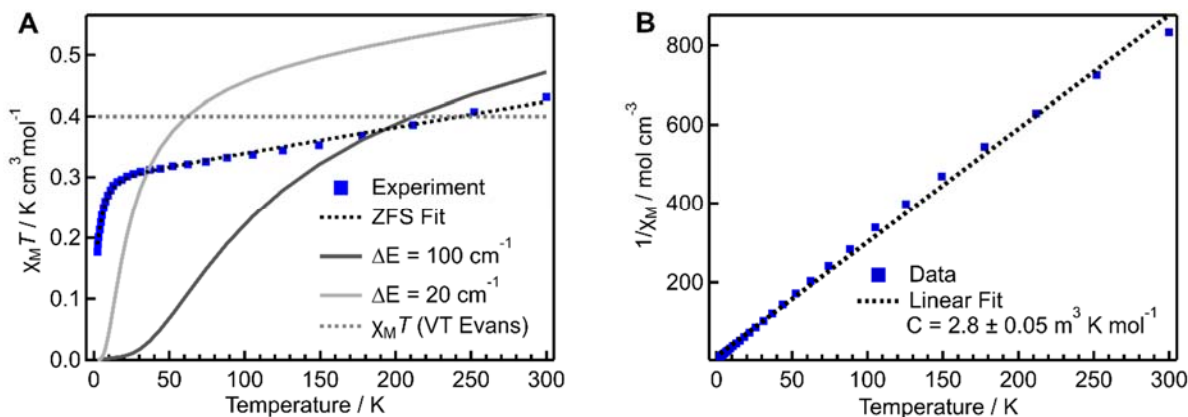 A
χMT / K cm³ mol⁻¹
0.5
0.4
0.3
0.2
0.1
0.0
Experiment
ZFS Fit
ΔE = 100 cm⁻¹
ΔE = 20 cm⁻¹
χMT (VT Evans)
0 50 100 150 200 250 300
Temperature / K
B
1/χM / mol cm⁻³
800
600
400
200
Data
Linear Fit
C = 2.8 ± 0.05 m³ K mol⁻¹
0 50 100 150 200 250 300
Temperature / K